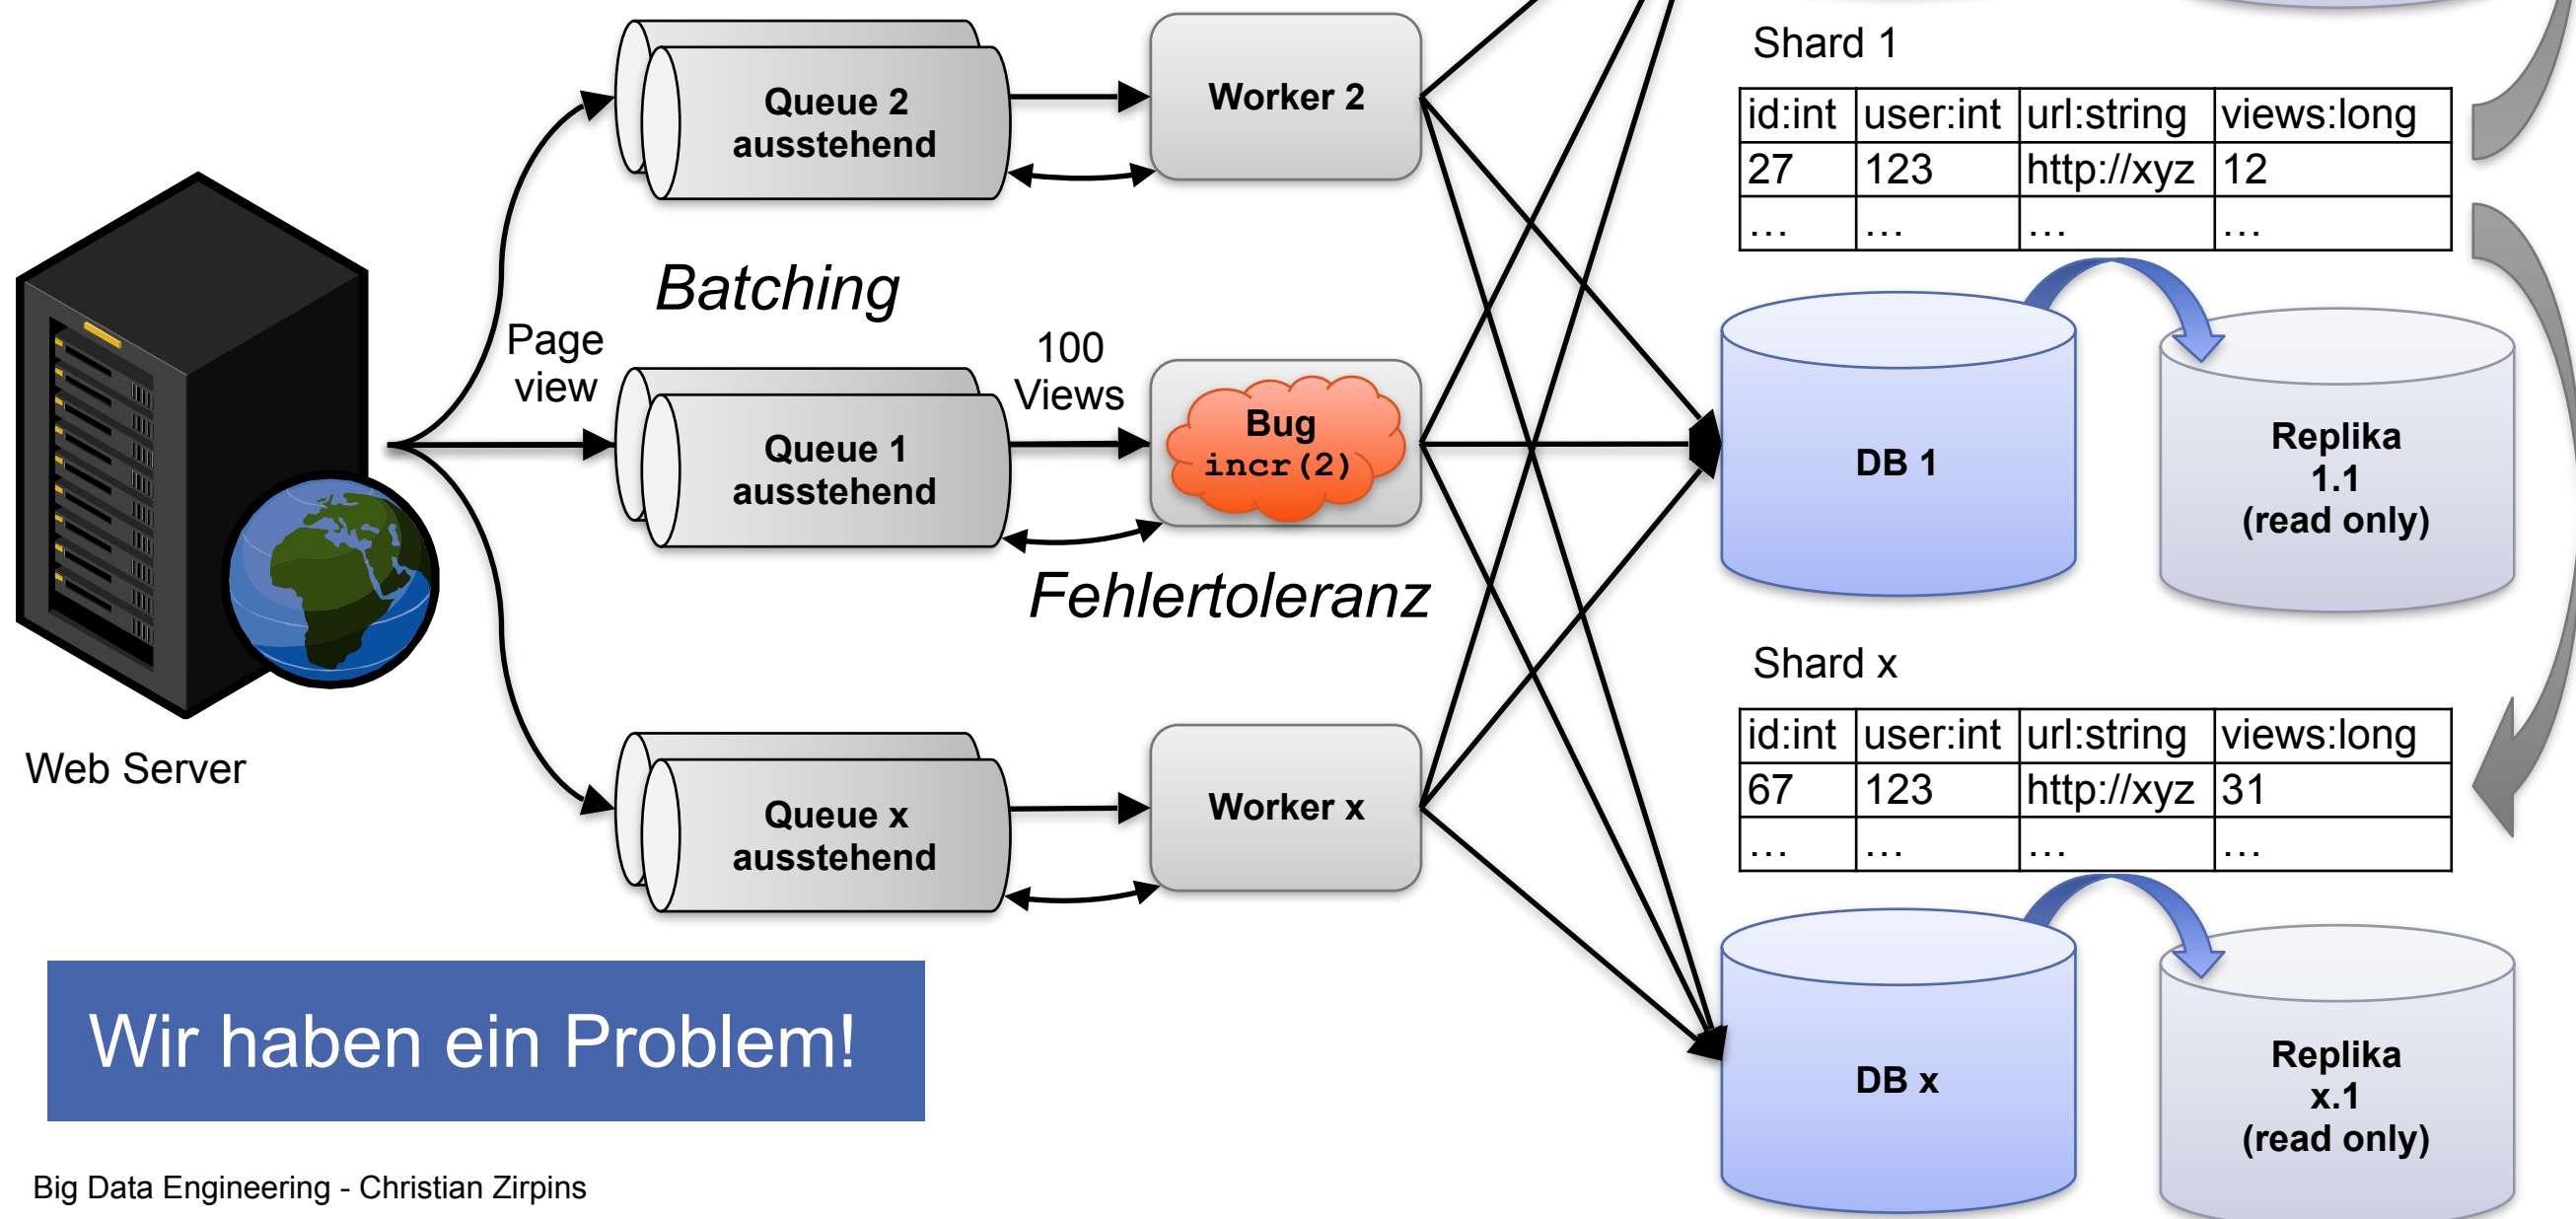 Queue 2
ausstehend
Worker 2
Shard 1
id:int user:int url:string views:long
27 123 http://xyz 12
… … … …
Batching
Page
view
100
Views
Queue 1
ausstehend
Bug
incr(2)
DB 1
Replika
1.1
(read only)
Fehlertoleranz
Shard x
id:int user:int url:string views:long
67 123 http://xyz 31
… … … …
Web Server
Queue x
ausstehend
Worker x
Wir haben ein Problem!
DB x
Replika
x.1
(read only)
Big Data Engineering - Christian Zirpins